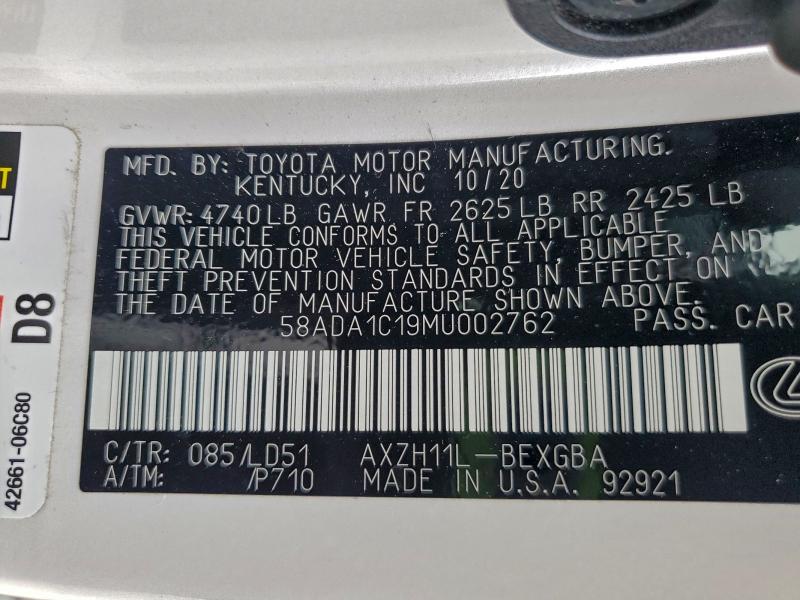 MFD. BY: TOYOTA MOTOR MANUFACTURING.
KENTUCKY, INC 10/20
GVWR: 4740LB GAWR FR 2625LB RR 2425LB
THIS VEHICLE CONFORMS TO ALL APPLICABLE
FEDERAL MOTOR VEHICLE SAFETY, BUMPER, AND
THEFT PREVENTION STANDARDS IN EFFECT ON
THE DATE OF MANUFACTURE SHOWN ABOVE.
58ADA1C19MU002762 PASS. CAR
C/TR: 085/LD51 AXZH11L-BEXGBA
A/TM: /P710 MADE IN U.S.A. 92921
D8
42661-06C80